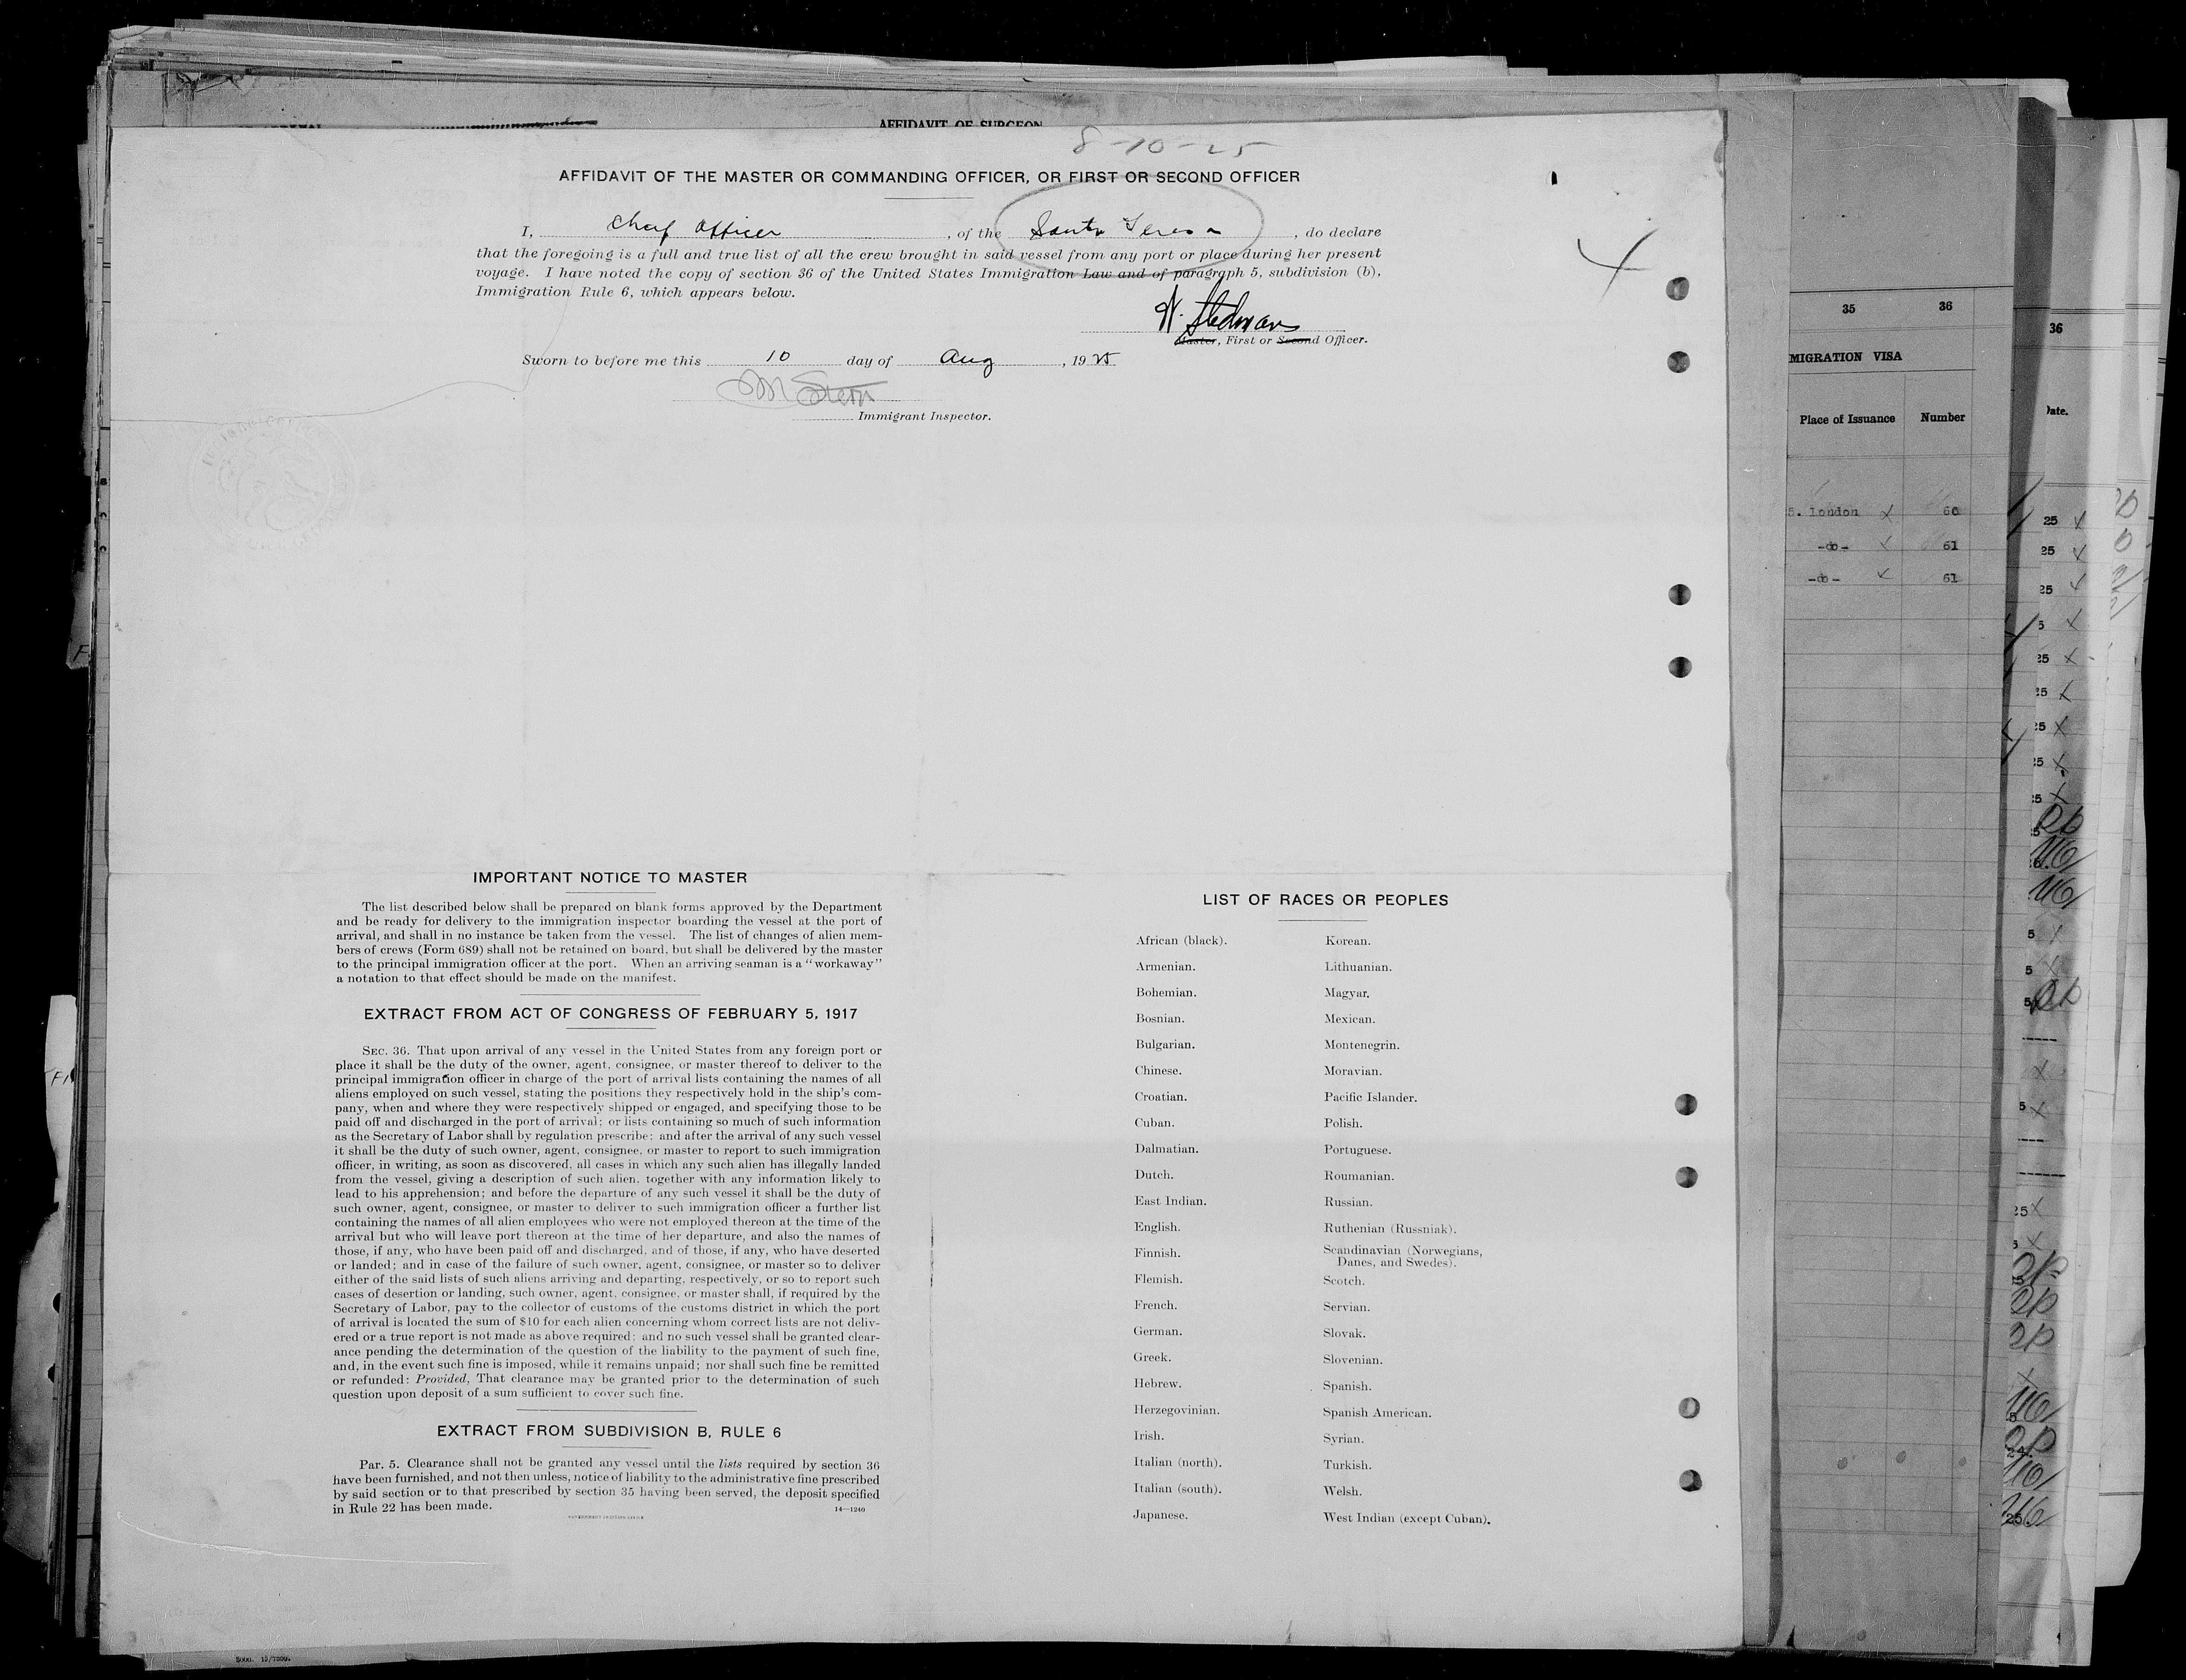 AFFIDAVIT OF SURGEON
8-10-25
AFFIDAVIT OF THE MASTER OR COMMANDING OFFICER, OR FIRST OR SECOND OFFICER
I, Chief Officer, of the Santa Teresa, do declare
that the foregoing is a full and true list of all the crew brought in said vessel from any port or place during her present
voyage. I have noted the copy of section 36 of the United States Immigration Law and of paragraph 5, subdivision (b),
Immigration Rule 6, which appears below.
W. Stedman
Master, First or Second Officer.
Sworn to before me this 10 day of Aug, 1925
Immigrant Inspector.
IMPORTANT NOTICE TO MASTER
The list described below shall be prepared on blank forms approved by the Department
and be ready for delivery to the immigration inspector boarding the vessel at the port of
arrival, and shall in no instance be taken from the vessel. The list of changes of alien mem-
bers of crews (Form 689) shall not be retained on board, but shall be delivered by the master
to the principal immigration officer at the port. When an arriving seaman is a "workaway"
a notation to that effect should be made on the manifest.
EXTRACT FROM ACT OF CONGRESS OF FEBRUARY 5, 1917
SEC. 36. That upon arrival of any vessel in the United States from any foreign port or
place it shall be the duty of the owner, agent, consignee, or master thereof to deliver to the
principal immigration officer in charge of the port of arrival lists containing the names of all
aliens employed on such vessel, stating the positions they respectively hold in the ship's com-
pany, when and where they were respectively shipped or engaged, and specifying those to be
paid off and discharged in the port of arrival; or lists containing so much of such information
as the Secretary of Labor shall by regulation prescribe; and after the arrival of any such vessel
it shall be the duty of such owner, agent, consignee, or master to report to such immigration
officer, in writing, as soon as discovered, all cases in which any such alien has illegally landed
from the vessel, giving a description of such alien, together with any information likely to
lead to his apprehension; and before the departure of any such vessel it shall be the duty of
such owner, agent, consignee, or master to deliver to such immigration officer a further list
containing the names of all alien employees who were not employed thereon at the time of the
arrival but who will leave port thereon at the time of her departure, and also the names of
those, if any, who have been paid off and discharged, and of those, if any, who have deserted
or landed; and in case of the failure of such owner, agent, consignee, or master so to deliver
either of the said lists of such aliens arriving and departing, respectively, or so to report such
cases of desertion or landing, such owner, agent, consignee, or master shall, if required by the
Secretary of Labor, pay to the collector of customs of the customs district in which the port
of arrival is located the sum of $10 for each alien concerning whom correct lists are not deliv-
ered or a true report is not made as above required; and no such vessel shall be granted clear-
ance pending the determination of the question of the liability to the payment of such fine,
and, in the event such fine is imposed, while it remains unpaid; nor shall such fine be remitted
or refunded: Provided, That clearance may be granted prior to the determination of such
question upon deposit of a sum sufficient to cover such fine.
EXTRACT FROM SUBDIVISION B, RULE 6
Par. 5. Clearance shall not be granted any vessel until the lists required by section 36
have been furnished, and not then unless, notice of liability to the administrative fine prescribed
by said section or to that prescribed by section 35 having been served, the deposit specified
in Rule 22 has been made.
14—1240
GOVERNMENT PRINTING OFFICE
LIST OF RACES OR PEOPLES
African (black).
Armenian.
Bohemian.
Bosnian.
Bulgarian.
Chinese.
Croatian.
Cuban.
Dalmatian.
Dutch.
East Indian.
English.
Finnish.
Flemish.
French.
German.
Greek.
Hebrew.
Herzegovinian.
Irish.
Italian (north).
Italian (south).
Japanese.
Korean.
Lithuanian.
Magyar.
Mexican.
Montenegrin.
Moravian.
Pacific Islander.
Polish.
Portuguese.
Roumanian.
Russian.
Ruthenian (Russniak).
Scandinavian (Norwegians,
Danes, and Swedes).
Scotch.
Servian.
Slovak.
Slovenian.
Spanish.
Spanish American.
Syrian.
Turkish.
Welsh.
West Indian (except Cuban).
35 36
MIGRATION VISA
Place of Issuance Number
5. London 60
-do- 61
-do- 61
36
Date.
25
25
25